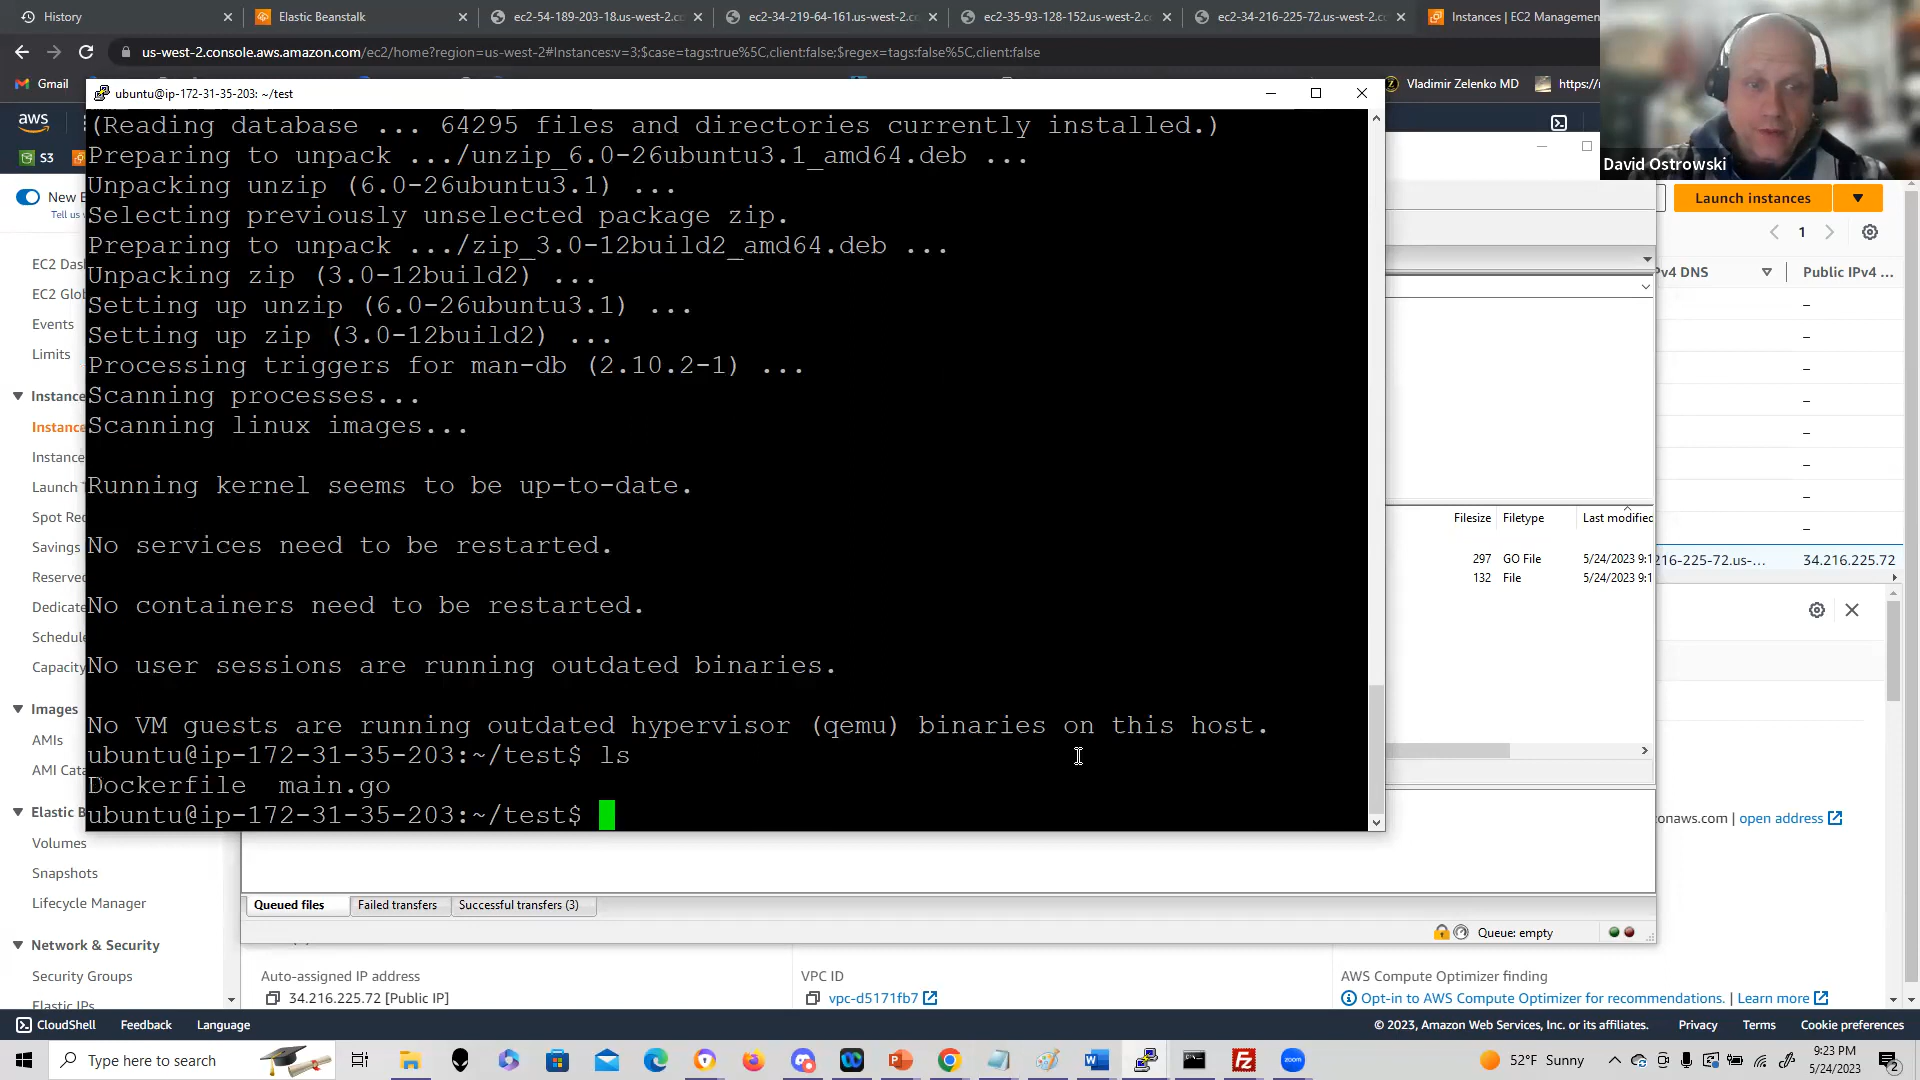 History
Elastic Beanstalk
ec2-54-189-203-18.us-west-2.cc
ec2-34-219-64-161.us-west-2.cc
ec2-35-93-128-152.us-west-2.cc
ec2-34-216-225-72.us-west-2.cc
Instances | EC2 Managemen
us-west-2.console.aws.amazon.com/ec2/home?region=us-west-2#Instances:v=3;$case=tags:true%5C,client:false;$regex=tags:false%5C,client:false
Gmail
Vladimir Zelenko MD
https://
David Ostrowski
aws
S3
ubuntu@ip-172-31-35-203: ~/test
(Reading database ... 64295 files and directories currently installed.)
Preparing to unpack .../unzip_6.0-26ubuntu3.1_amd64.deb ...
Unpacking unzip (6.0-26ubuntu3.1) ...
Selecting previously unselected package zip.
Preparing to unpack .../zip_3.0-12build2_amd64.deb ...
Unpacking zip (3.0-12build2) ...
Setting up unzip (6.0-26ubuntu3.1) ...
Setting up zip (3.0-12build2) ...
Processing triggers for man-db (2.10.2-1) ...
Scanning processes...
Scanning linux images...
Running kernel seems to be up-to-date.
No services need to be restarted.
No containers need to be restarted.
No user sessions are running outdated binaries.
No VM guests are running outdated hypervisor (qemu) binaries on this host.
ubuntu@ip-172-31-35-203:~/test$ ls
Dockerfile  main.go
ubuntu@ip-172-31-35-203:~/test$
New E
Tell us
EC2 Das
EC2 Glo
Events
Limits
Instance
Instance
Instance
Launch T
Spot Rec
Savings
Reserved
Dedicate
Schedule
Capacity
Images
AMIs
AMI Cata
Elastic B
Volumes
Snapshots
Lifecycle Manager
Network & Security
Security Groups
Elastic IPs
Launch instances
1
Pv4 DNS
Public IPv4 ...
–
–
–
–
–
–
–
–
216-225-72.us-...
34.216.225.72
Filesize
Filetype
Last modified
297
GO File
5/24/2023 9:1
132
File
5/24/2023 9:1
zonaws.com | open address
Queued files
Failed transfers
Successful transfers (3)
Queue: empty
Auto-assigned IP address
34.216.225.72 [Public IP]
VPC ID
vpc-d5171fb7
AWS Compute Optimizer finding
Opt-in to AWS Compute Optimizer for recommendations. | Learn more
CloudShell
Feedback
Language
© 2023, Amazon Web Services, Inc. or its affiliates.
Privacy
Terms
Cookie preferences
Type here to search
zoom
52°F Sunny
9:23 PM
5/24/2023
2